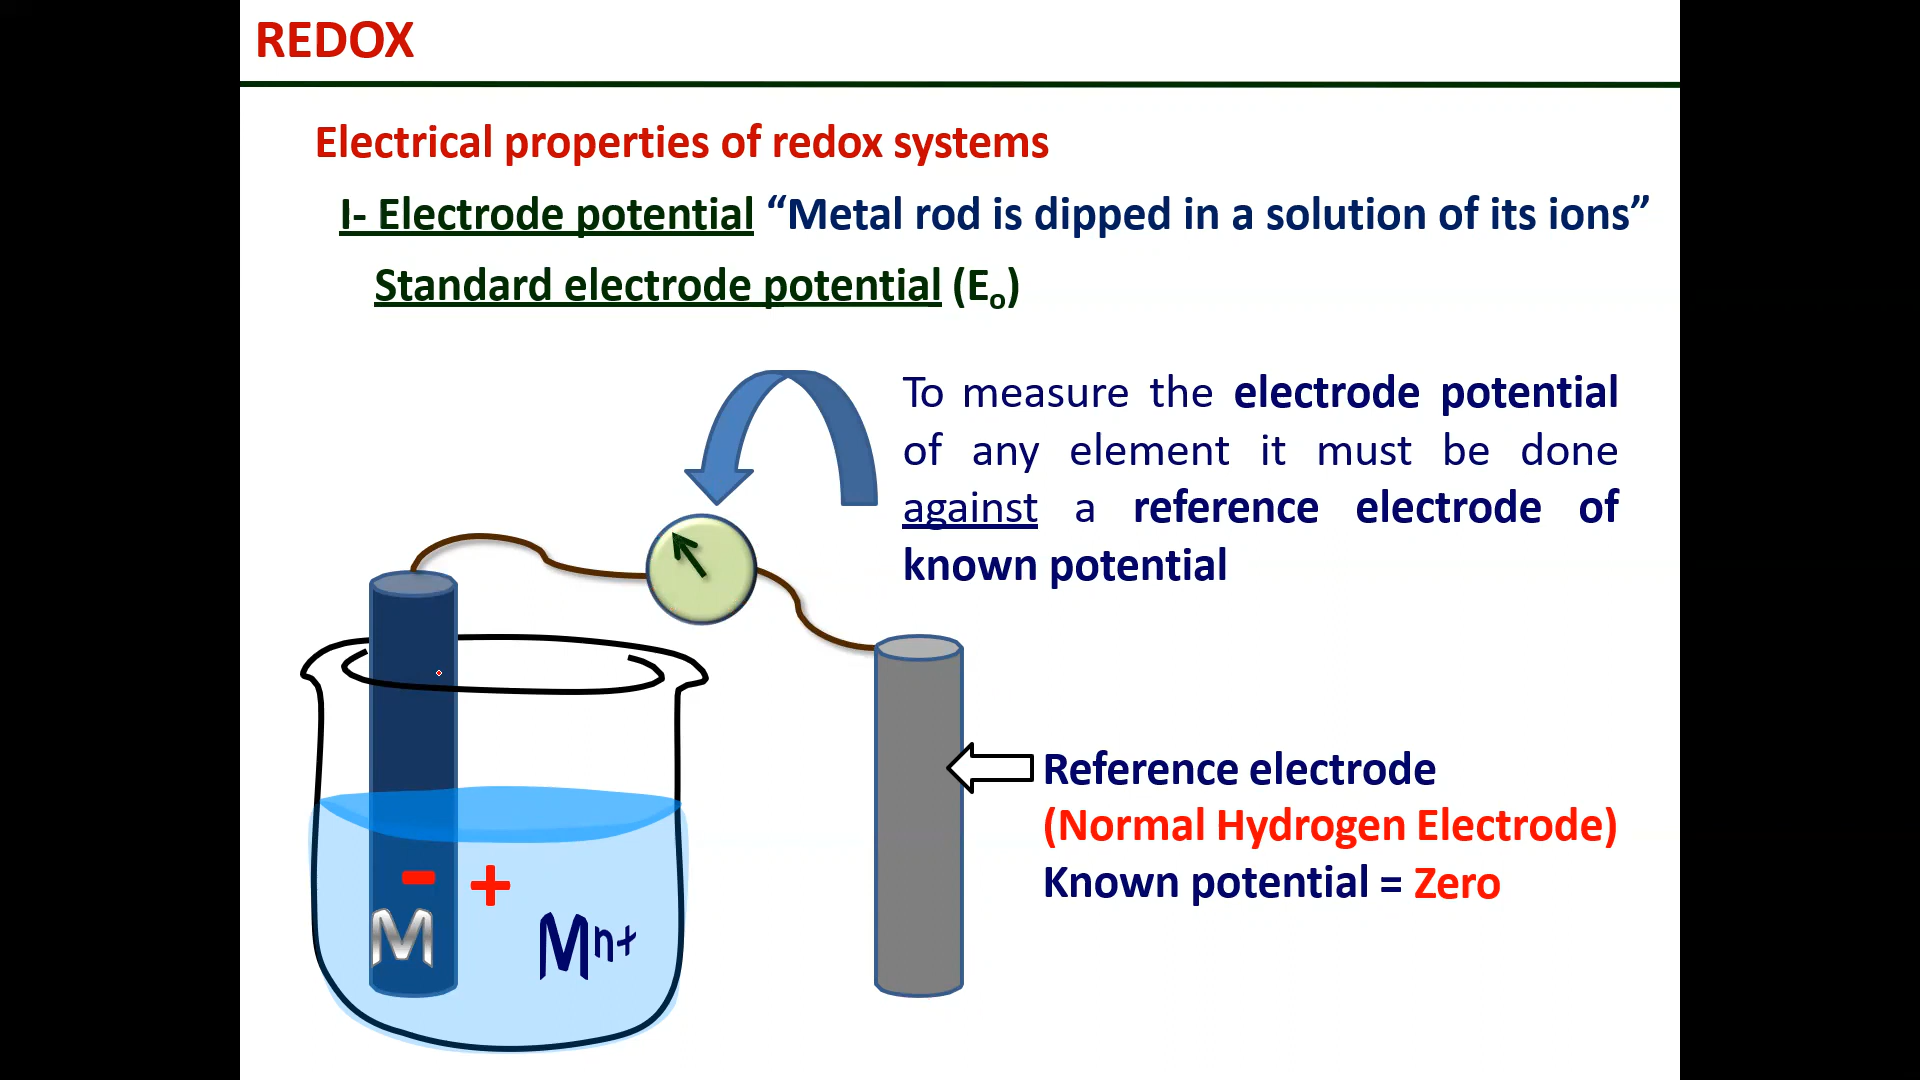 REDOX
Electrical properties of redox systems
I- Electrode potential “Metal rod is dipped in a solution of its ions”
Standard electrode potential (Eo)
To measure the electrode potential
of any element it must be done
against a reference electrode of
known potential
Reference electrode
(Normal Hydrogen Electrode)
Known potential = Zero
- +
M
Mn+